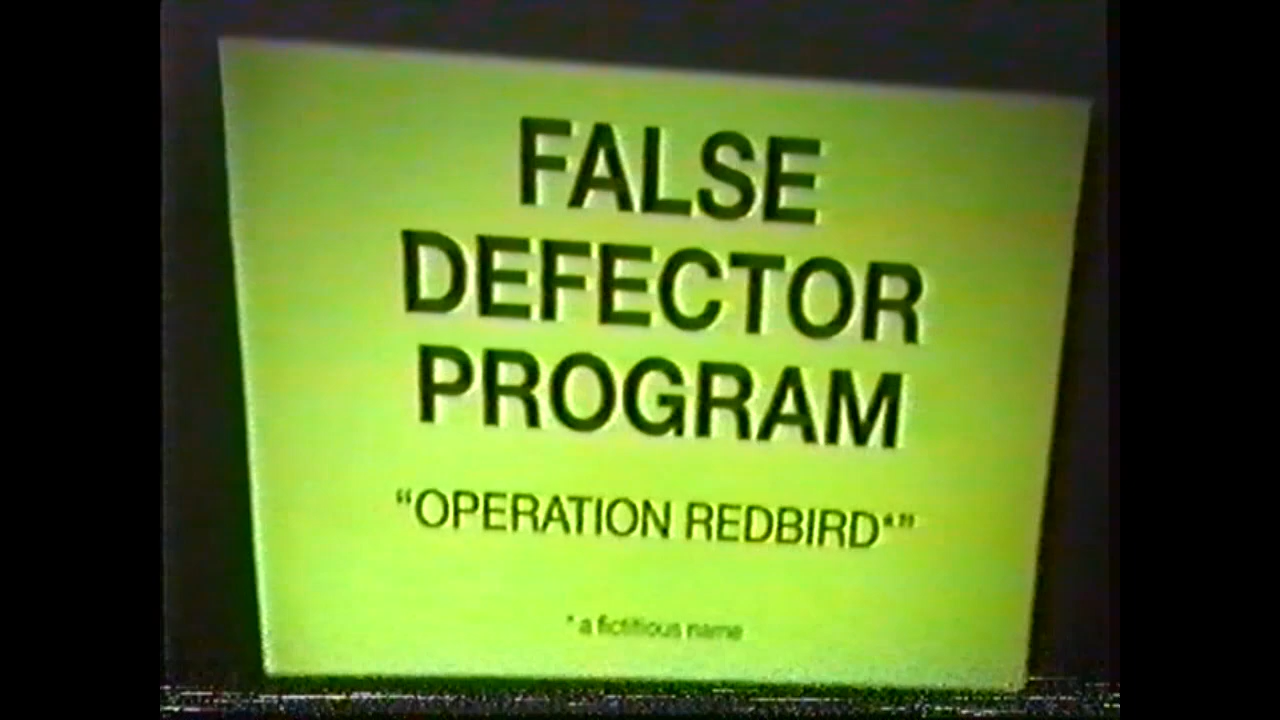 FALSE
DEFECTOR
PROGRAM
“OPERATION REDBIRD*”
* a fictitious name